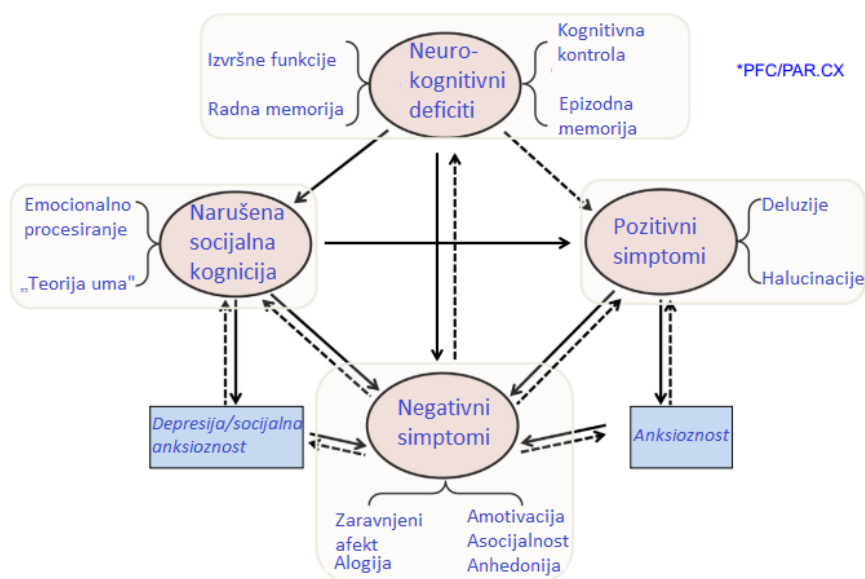 Izvršne funkcije
Radna memorija
Neuro-
kognitivni
deficiti
Kognitivna
kontrola
Epizodna
memorija
*PFC/PAR.CX
Emocionalno
procesiranje
„Teorija uma"
Narušena
socijalna
kognicija
Pozitivni
simptomi
Deluzije
Halucinacije
Depresija/socijalna
anksioznost
Negativni
simptomi
Anksioznost
Zaravnjeni
afekt
Alogija
Amotivacija
Asocijalnost
Anhedonija